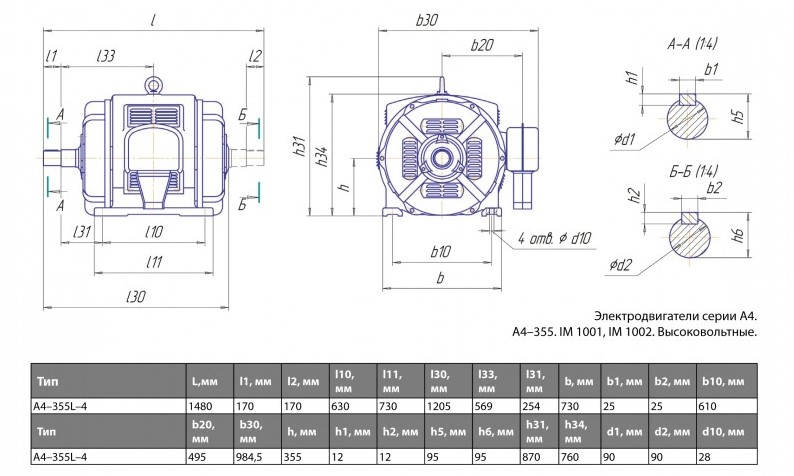 l
l1
l33
l2
А
А
Б
Б
l31
l10
l11
l30
b30
b20
h31
h34
h
b10
b
4 отв. ϕ d10
А–А (14)
h1
b1
h5
ϕd1
Б–Б (14)
h2
b2
h6
ϕd2
Электродвигатели серии А4.
А4–355. IM 1001, IM 1002. Высоковольтные.
Тип L,мм l1, мм l2, мм l10, мм l11, мм l30, мм l33, мм l31, мм b, мм b1, мм b2, мм b10, мм
А4–355L–4 1480 170 170 630 730 1205 569 254 730 25 25 610
Тип b20, мм b30, мм h, мм h1, мм h2, мм h5, мм h6, мм h31, мм h34, мм d1, мм d2, мм d10, мм
А4–355L–4 495 984,5 355 12 12 95 95 870 760 90 90 28